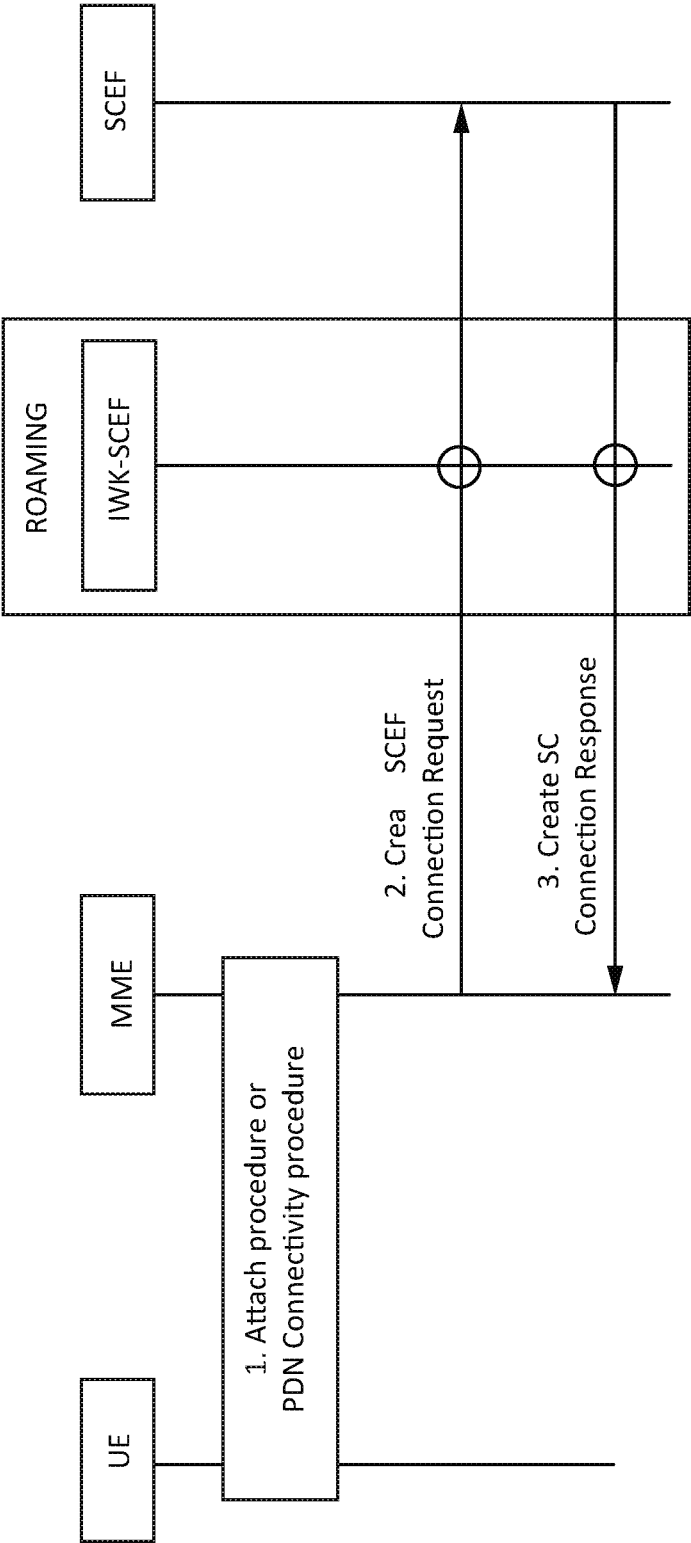 UE
MME
ROAMING
IWK-SCEF
SCEF
1. Attach procedure or
PDN Connectivity procedure
2. Crea SCEF
Connection Request
3. Create SC
Connection Response